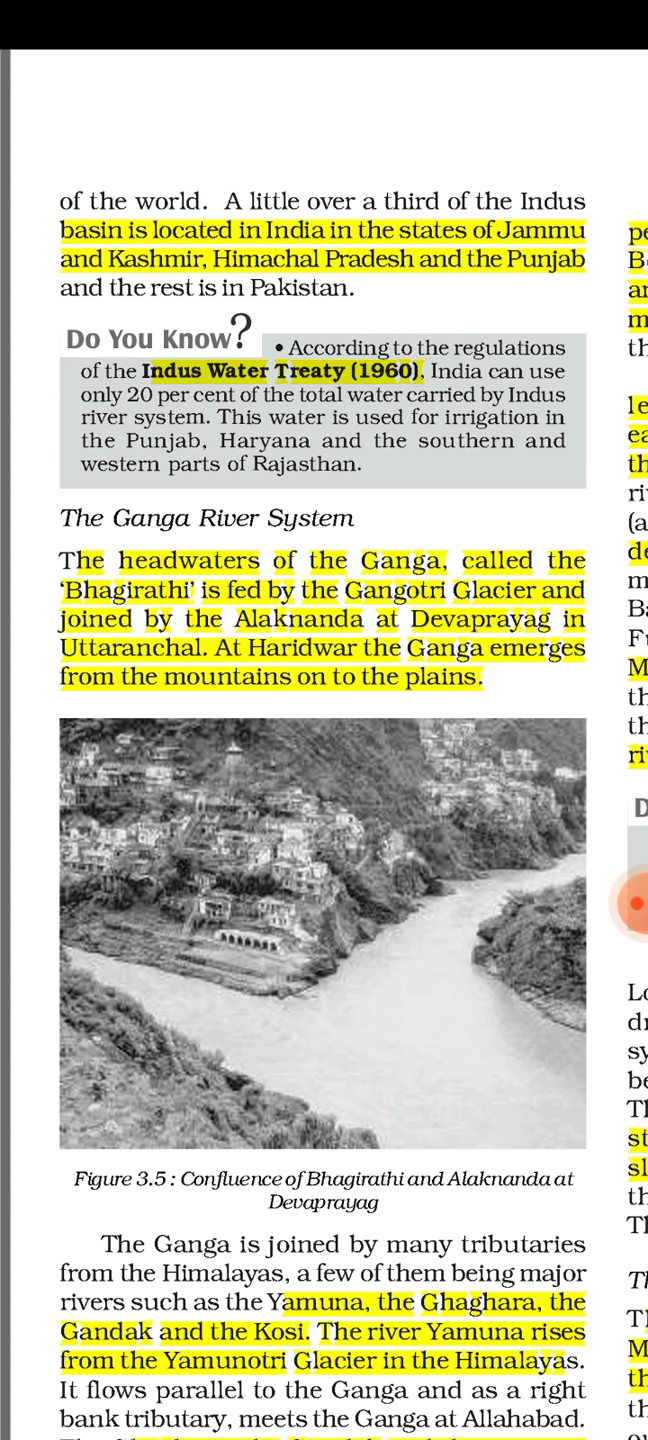 of the world. A little over a third of the Indus
basin is located in India in the states of Jammu
and Kashmir, Himachal Pradesh and the Punjab
and the rest is in Pakistan.
Do You Know?
• According to the regulations
of the Indus Water Treaty (1960), India can use
only 20 per cent of the total water carried by Indus
river system. This water is used for irrigation in
the Punjab, Haryana and the southern and
western parts of Rajasthan.
The Ganga River System
The headwaters of the Ganga, called the
‘Bhagirathi’ is fed by the Gangotri Glacier and
joined by the Alaknanda at Devaprayag in
Uttaranchal. At Haridwar the Ganga emerges
from the mountains on to the plains.
Figure 3.5 : Confluence of Bhagirathi and Alaknanda at
Devaprayag
The Ganga is joined by many tributaries
from the Himalayas, a few of them being major
rivers such as the Yamuna, the Ghaghara, the
Gandak and the Kosi. The river Yamuna rises
from the Yamunotri Glacier in the Himalayas.
It flows parallel to the Ganga and as a right
bank tributary, meets the Ganga at Allahabad.